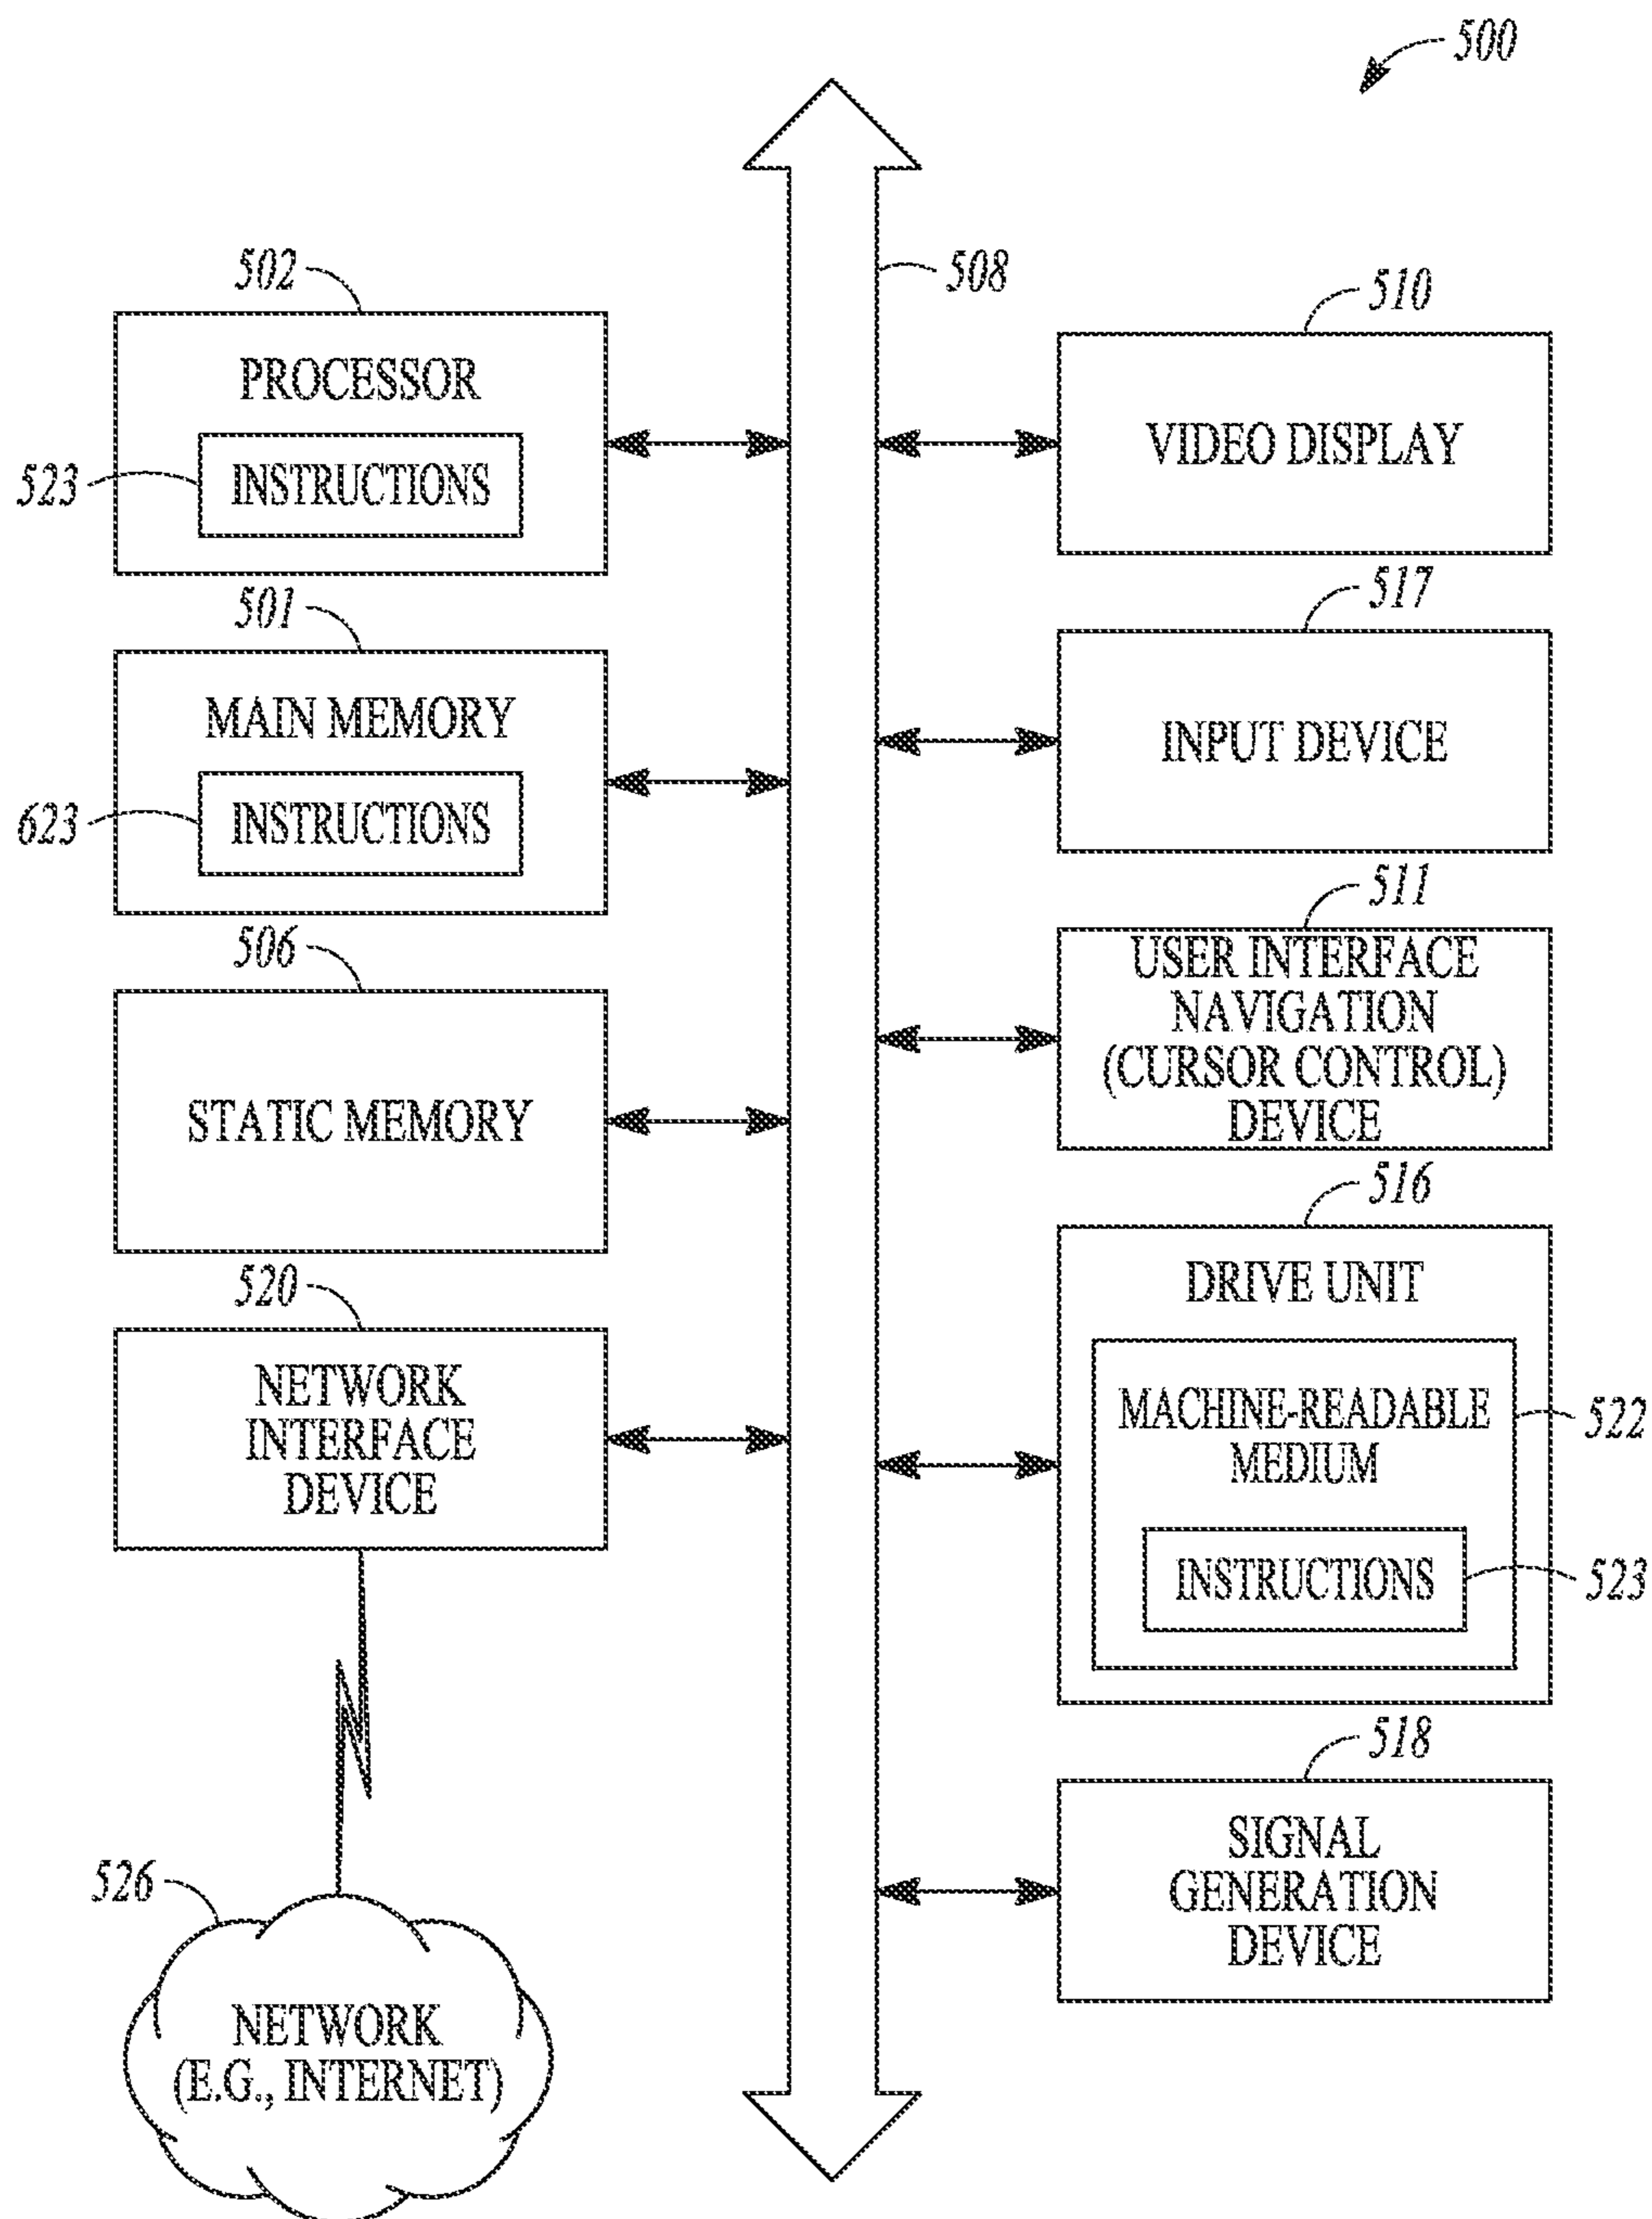 500
502
PROCESSOR
523
INSTRUCTIONS
501
MAIN MEMORY
623
INSTRUCTIONS
506
STATIC MEMORY
520
NETWORK
INTERFACE
DEVICE
526
NETWORK
(E.G., INTERNET)
508
510
VIDEO DISPLAY
517
INPUT DEVICE
511
USER INTERFACE
NAVIGATION
(CURSOR CONTROL)
DEVICE
516
DRIVE UNIT
MACHINE-READABLE
MEDIUM
522
INSTRUCTIONS
523
518
SIGNAL
GENERATION
DEVICE